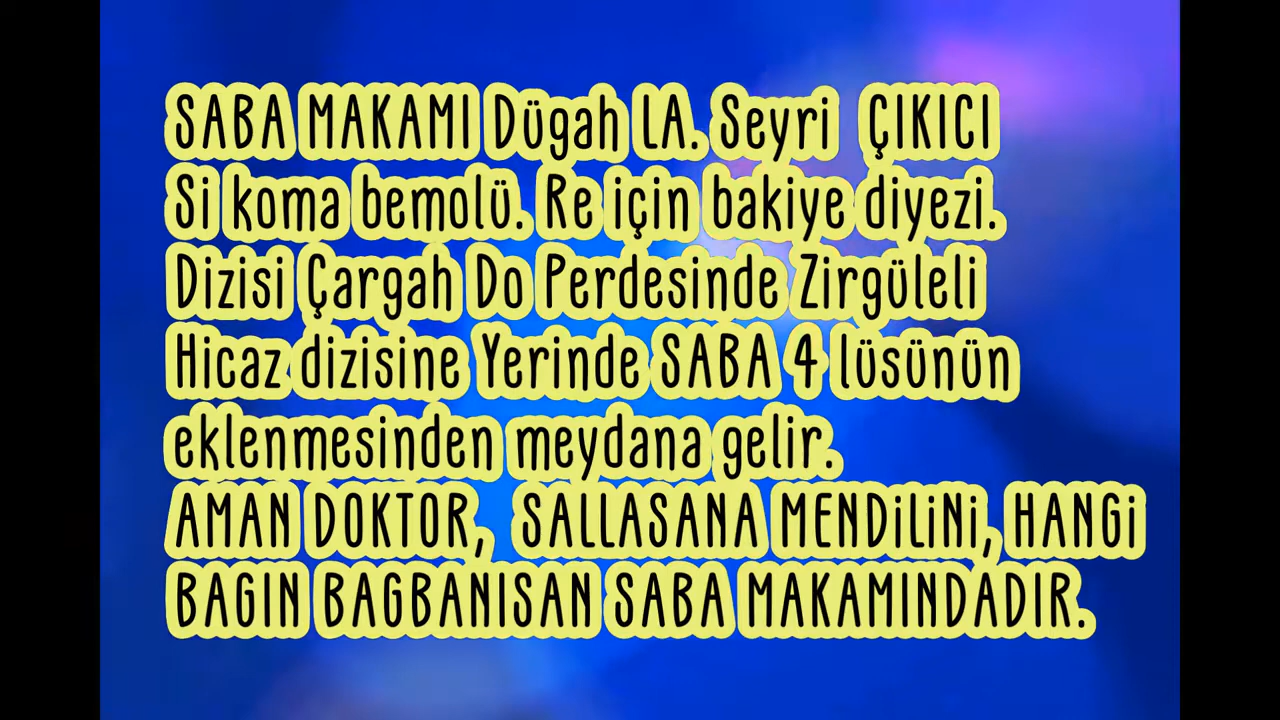 SABA MAKAMI Dügah LA. Seyri ÇIKICI
Si koma bemolü. Re için bakiye diyezi.
Dizisi Çargah Do Perdesinde Zirgüleli
Hicaz dizisine Yerinde SABA 4 lüsünün
eklenmesinden meydana gelir.
AMAN DOKTOR, SALLASANA MENDiLiNi, HANGi
BAGIN BAGBANISAN SABA MAKAMINDADIR.